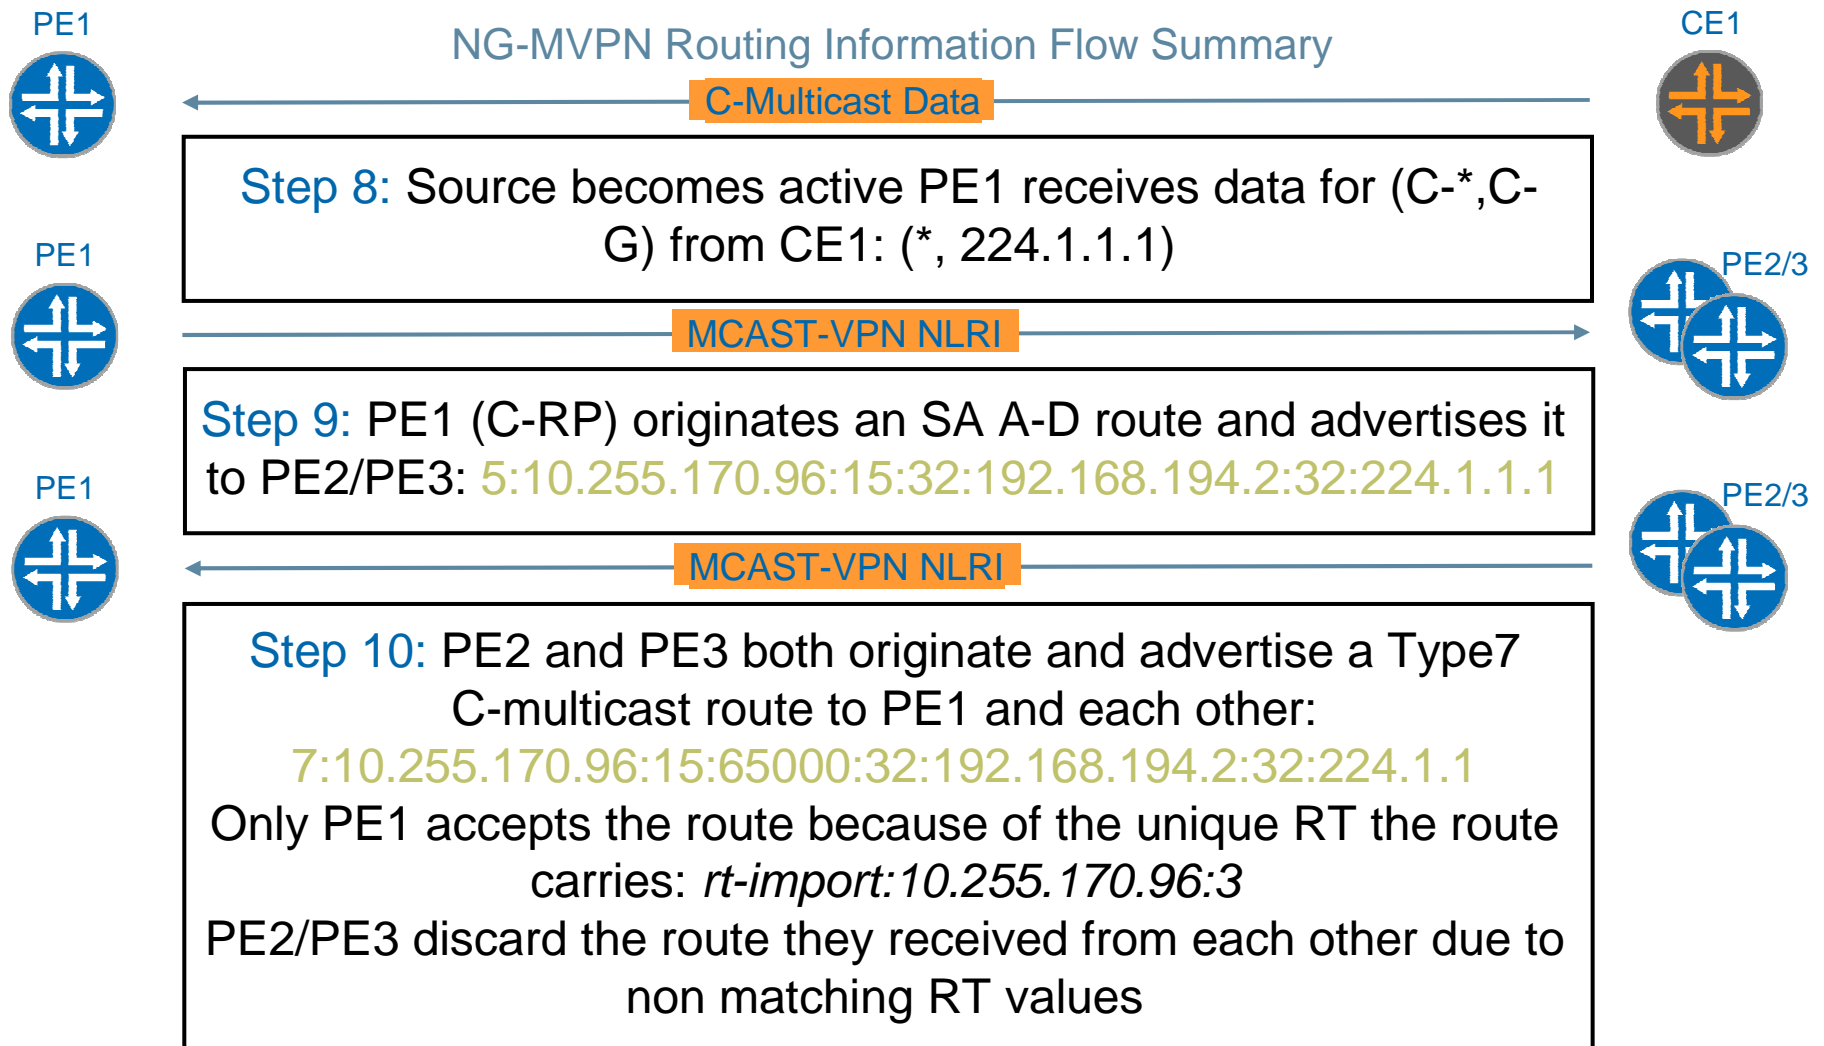 PE1
NG-MVPN Routing Information Flow Summary
CE1
C-Multicast Data
Step 8: Source becomes active PE1 receives data for (C-*,C-
G) from CE1: (*, 224.1.1.1)
PE1
PE2/3
MCAST-VPN NLRI
Step 9: PE1 (C-RP) originates an SA A-D route and advertises it
to PE2/PE3: 5:10.255.170.96:15:32:192.168.194.2:32:224.1.1.1
PE1
PE2/3
MCAST-VPN NLRI
Step 10: PE2 and PE3 both originate and advertise a Type7
C-multicast route to PE1 and each other:
7:10.255.170.96:15:65000:32:192.168.194.2:32:224.1.1
Only PE1 accepts the route because of the unique RT the route
carries: rt-import:10.255.170.96:3
PE2/PE3 discard the route they received from each other due to
non matching RT values